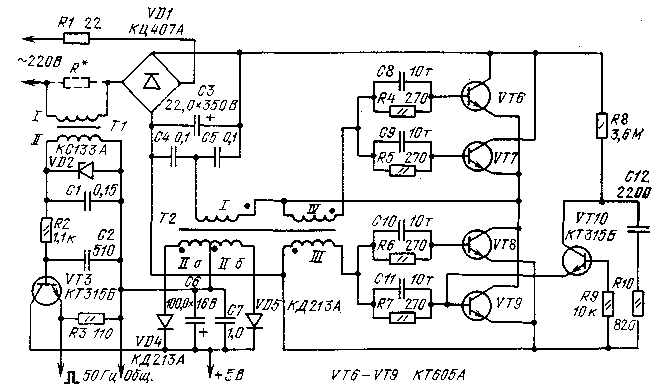 R1 22
VD1
КЦ407А
~220В
R*
C3
22,0×350В
+
I
T1
II
C4 0,1
C5 0,1
КС133А
VD2
C1
0,15
R2
1,1к
C2
510
VT3
КТ315Б
R3 110
T2
I
IV
II а
II б
III
C6
100,0×16В
+
C7
1,0
VD4
КД213А
VD5
КД213А
50Гц
Общ.
+5В
C8
10т
R4
270
VT6
C9
10т
R5
270
VT7
C10
10т
R6
270
VT8
C11
10т
R7
270
VT9
R8
3,6М
C12
2200
VT10
КТ315Б
R9
10к
R10
820
VT6–VT9 КТ605А